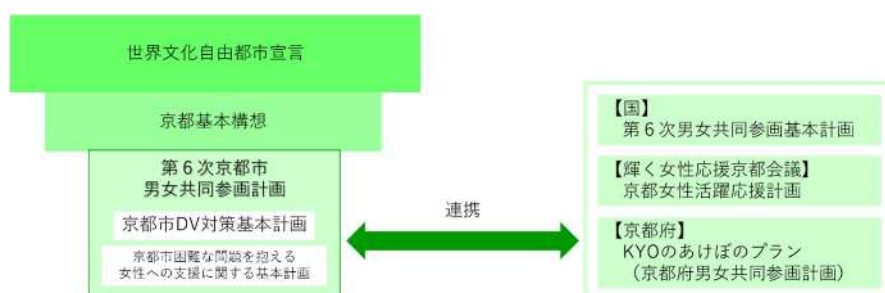 世界文化自由都市宣言
京都基本構想
第６次京都市
男女共同参画計画
京都市DV対策基本計画
京都市困難な問題を抱える
女性への支援に関する基本計画
連携
【国】
第６次男女共同参画基本計画
【輝く女性応援京都会議】
京都女性活躍応援計画
【京都府】
KYOのあけぼのプラン
（京都府男女共同参画計画）